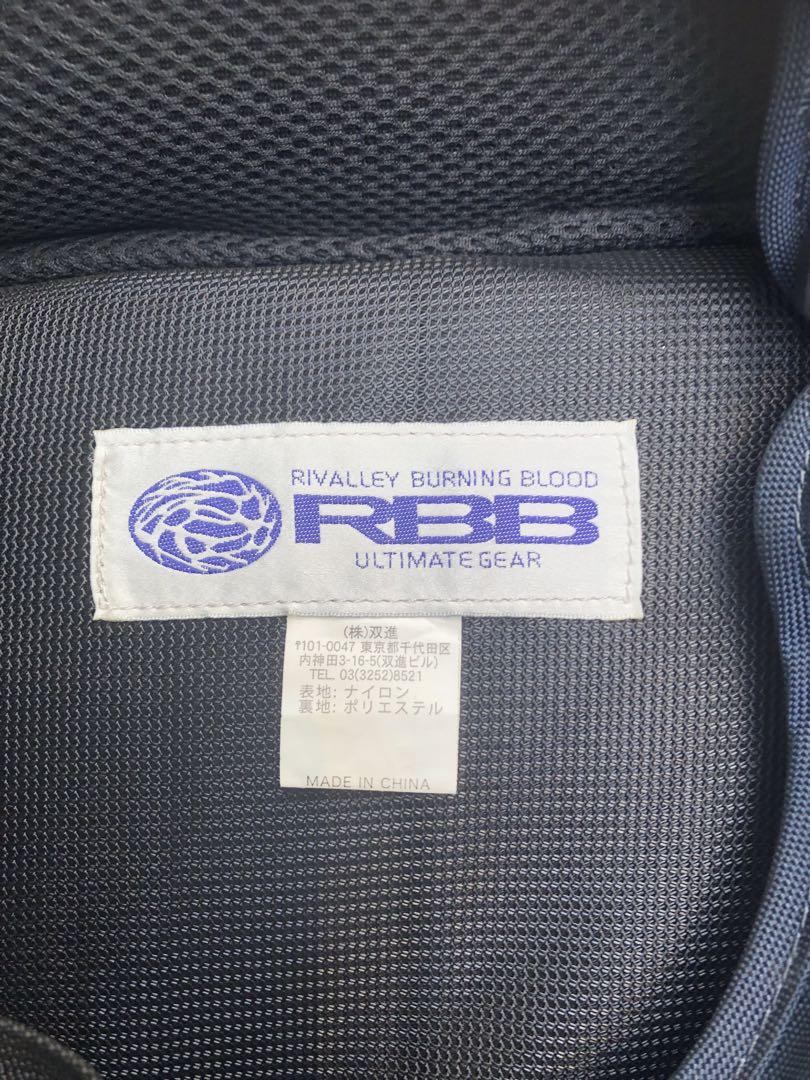 RIVALLEY BURNING BLOOD
RBB
ULTIMATE GEAR
(株)双進
〒101-0047 東京都千代田区
内神田3-16-5(双進ビル)
TEL. 03(3252)8521
表地: ナイロン
裏地: ポリエステル
MADE IN CHINA